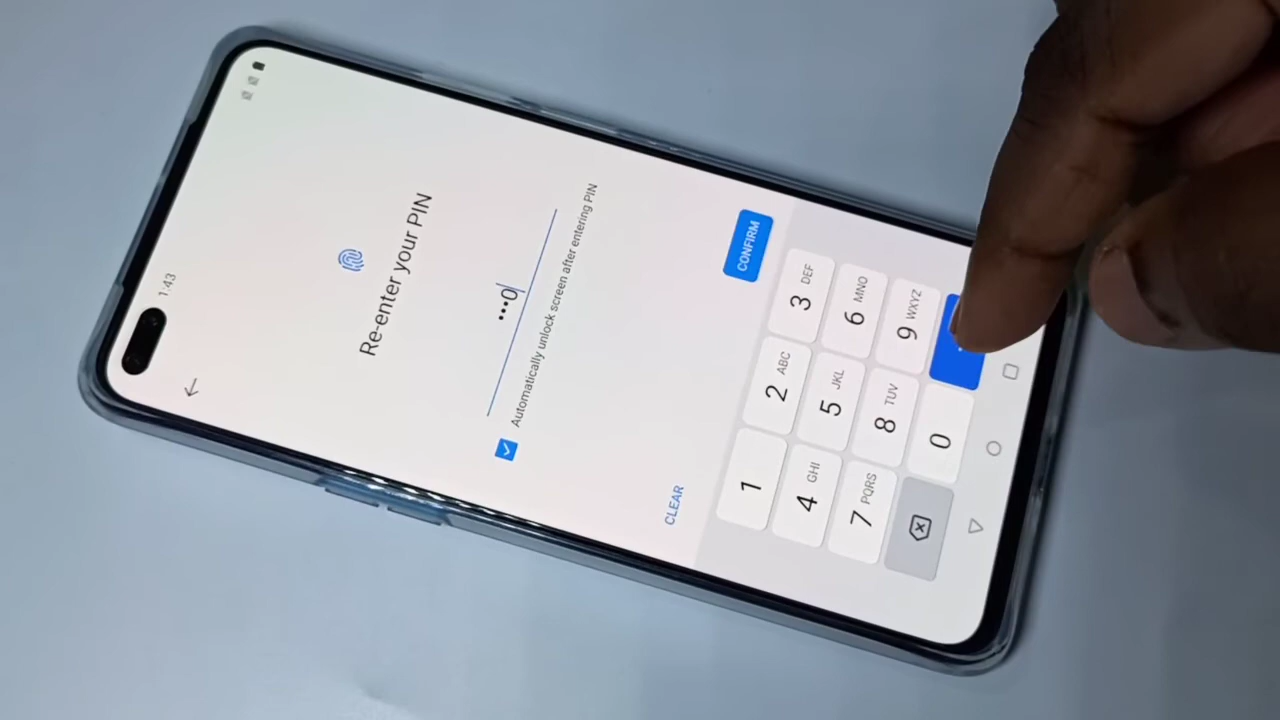 1:43
Re-enter your PIN
•••0
Automatically unlock screen after entering PIN
CLEAR
CONFIRM
1
2 ABC
3 DEF
4 GHI
5 JKL
6 MNO
7 PQRS
8 TUV
9 WXYZ
0